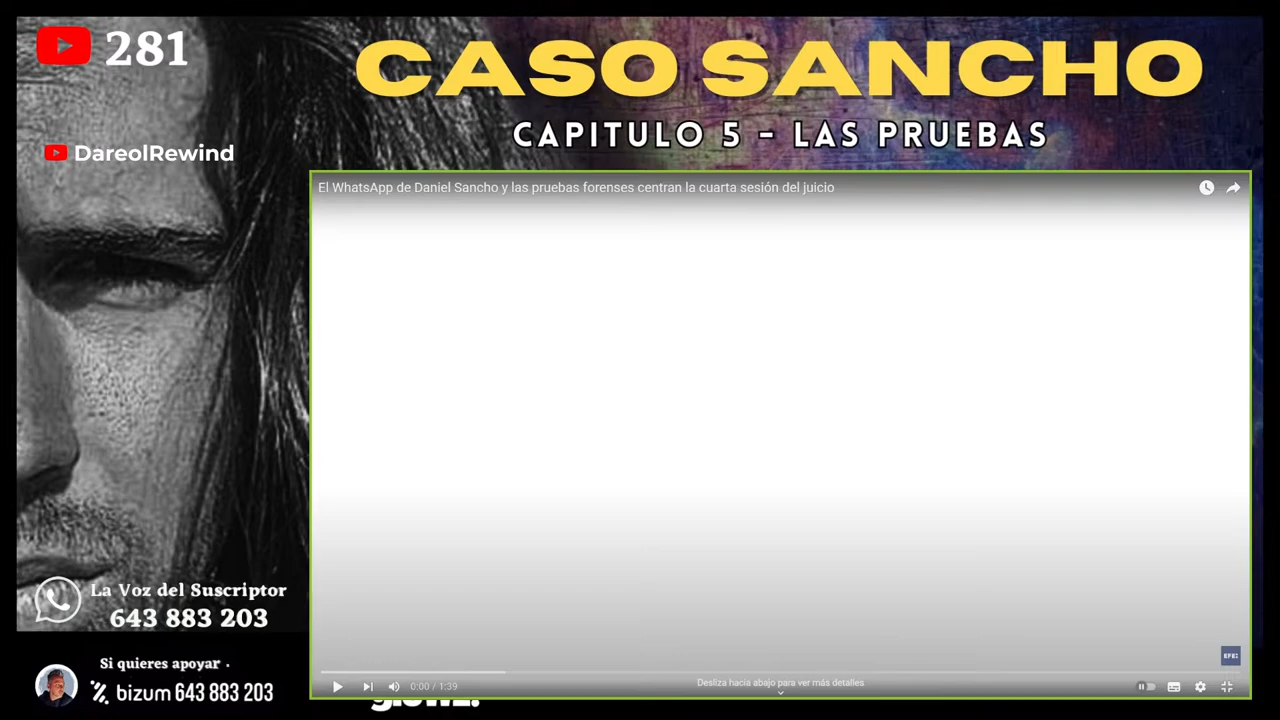 281
CASO SANCHO
CAPITULO 5 - LAS PRUEBAS
DareolRewind
El WhatsApp de Daniel Sancho y las pruebas forenses centran la cuarta sesión del juicio
La Voz del Suscriptor
643 883 203
Si quieres apoyar .
bizum 643 883 203
EFE:
0:00 / 1:39
Desliza hacia abajo para ver más detalles